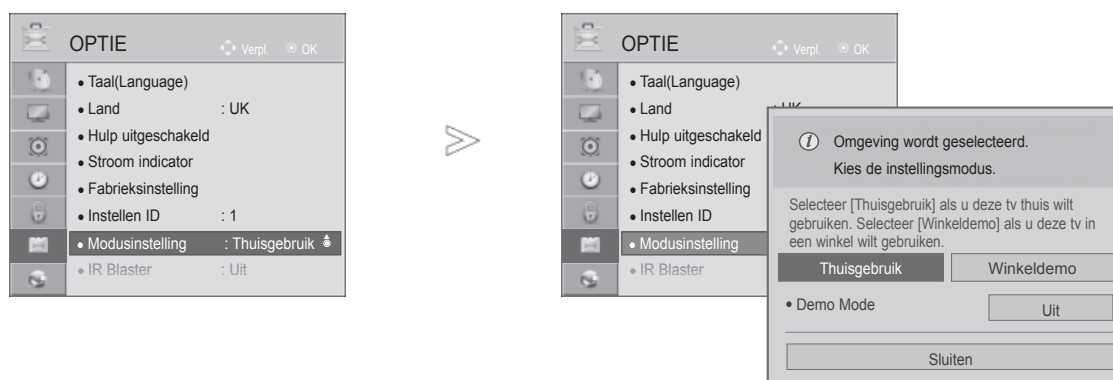 OPTIE
Verpl. OK
• Taal(Language)
• Land : UK
• Hulp uitgeschakeld
• Stroom indicator
• Fabrieksinstelling
• Instellen ID : 1
• Modusinstelling : Thuisgebruik
• IR Blaster : Uit
OPTIE
Verpl. OK
• Taal(Language)
• Land : UK
• Hulp uitgeschakeld
• Stroom indicator
• Fabrieksinstelling
• Instellen ID
• Modusinstelling
• IR Blaster
i Omgeving wordt geselecteerd.
Kies de instellingsmodus.
Selecteer [Thuisgebruik] als u deze tv thuis wilt
gebruiken. Selecteer [Winkeldemo] als u deze tv in
een winkel wilt gebruiken.
Thuisgebruik Winkeldemo
• Demo Mode Uit
Sluiten